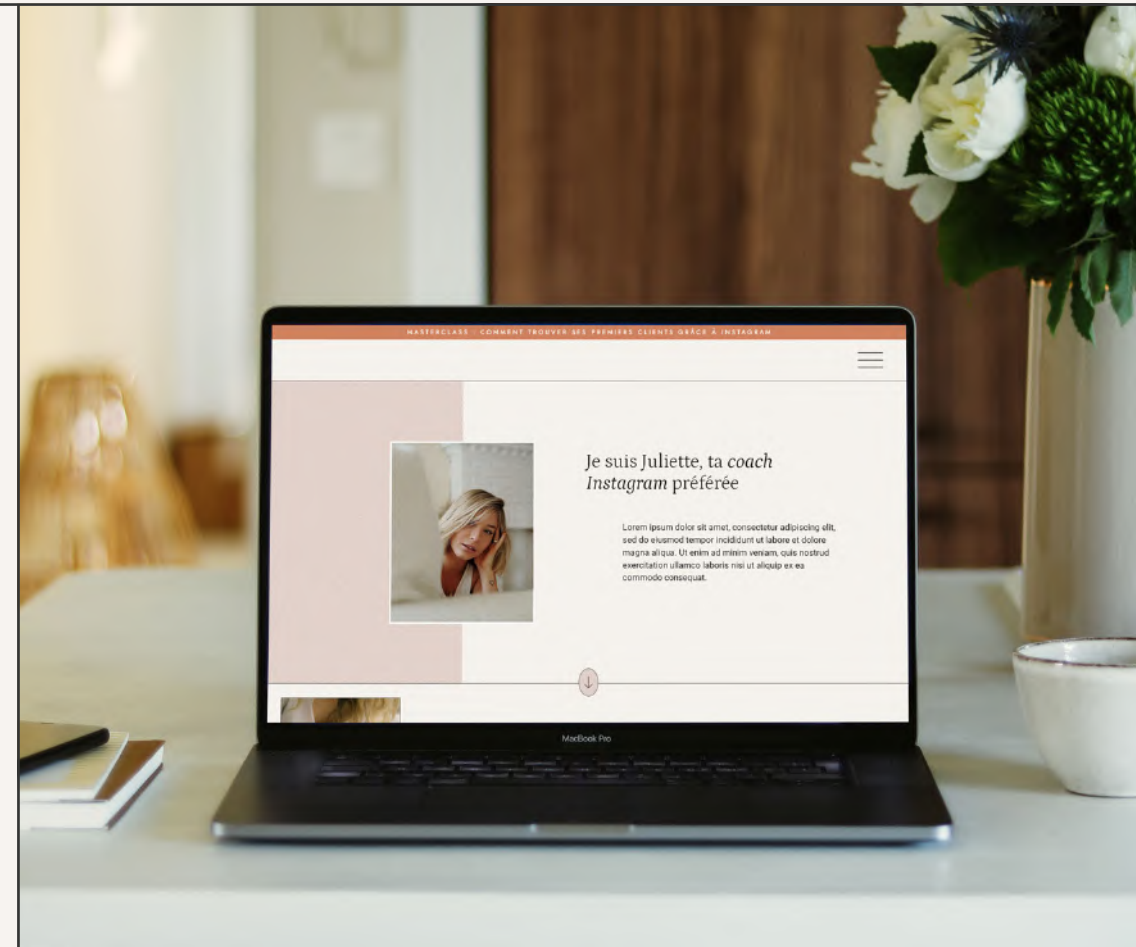 MASTERCLASS : COMMENT TROUVER SES PREMIERS CLIENTS GRÂCE À INSTAGRAM
Je suis Juliette, ta coach
Instagram préférée
Lorem ipsum dolor sit amet, consectetur adipiscing elit,
sed do eiusmod tempor incididunt ut labore et dolore
magna aliqua. Ut enim ad minim veniam, quis nostrud
exercitation ullamco laboris nisi ut aliquip ex ea
commodo consequat.
MacBook Pro